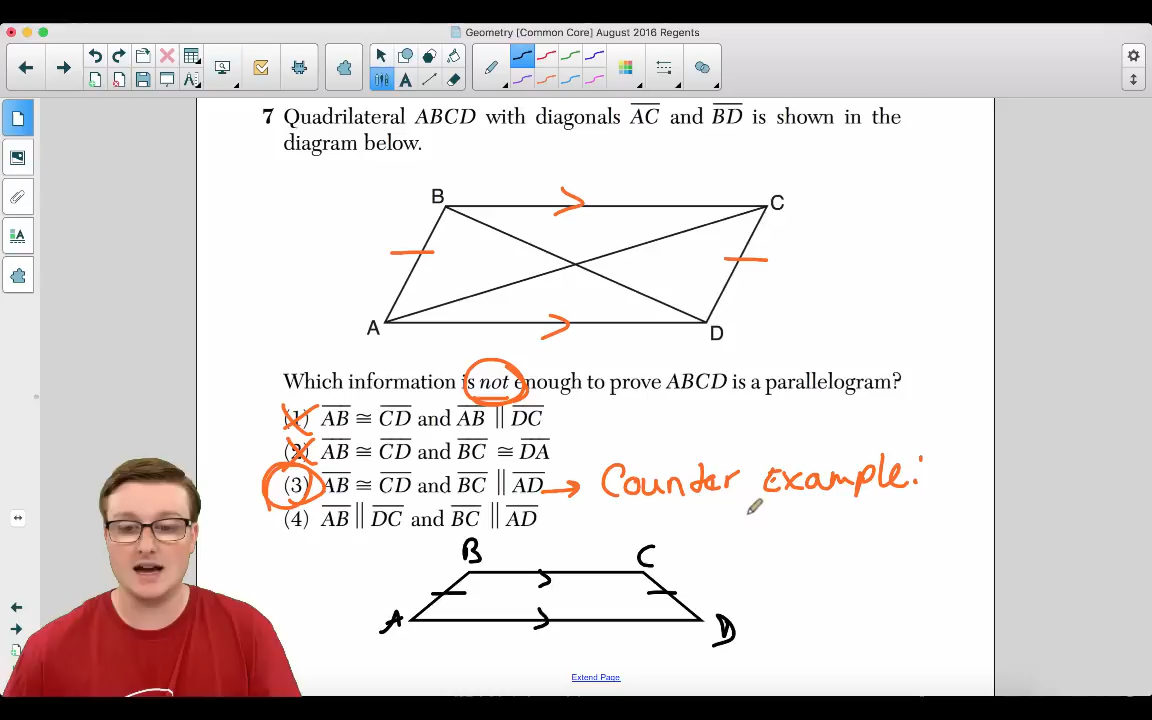 Geometry [Common Core] August 2016 Regents
7 Quadrilateral ABCD with diagonals AC and BD is shown in the
diagram below.
B
C
A
D
Which information is not enough to prove ABCD is a parallelogram?
(1) AB ≅ CD and AB ∥ DC
(2) AB ≅ CD and BC ≅ DA
(3) AB ≅ CD and BC ∥ AD → Counter example:
(4) AB ∥ DC and BC ∥ AD
B
C
A
D
Extend Page